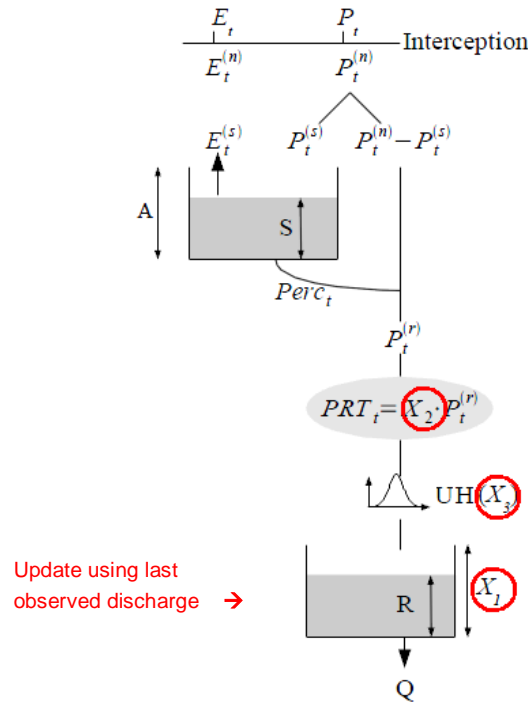 E_t P_t
Interception
E_t^(n) P_t^(n)
E_t^(s) P_t^(s) P_t^(n) – P_t^(s)
A
S
Perc_t
P_t^(r)
PRT_t = X_2 · P_t^(r)
UH(X_3)
Update using last
observed discharge →
R
X_1
Q